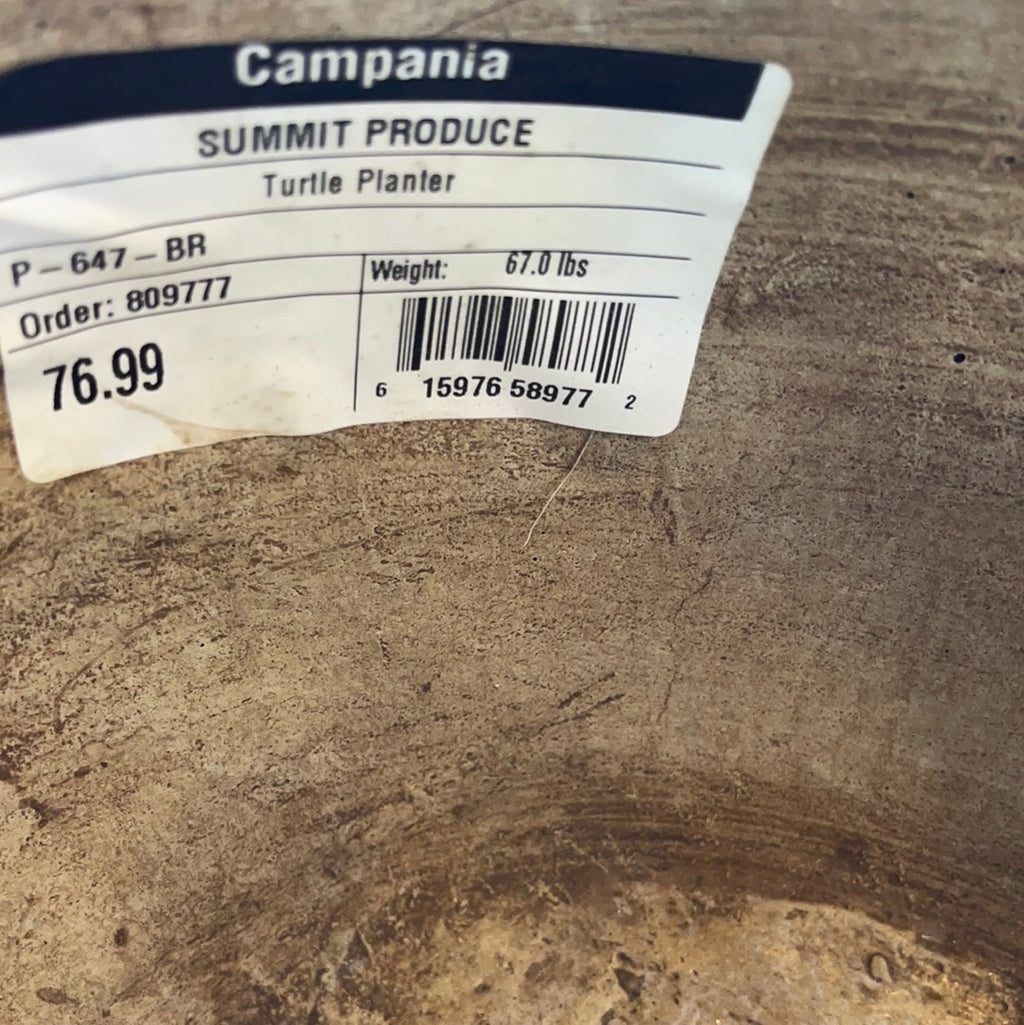 Campania
SUMMIT PRODUCE
Turtle Planter
P-647-BR
Weight: 67.0 lbs
Order: 809777
76.99
6 15976 58977 2